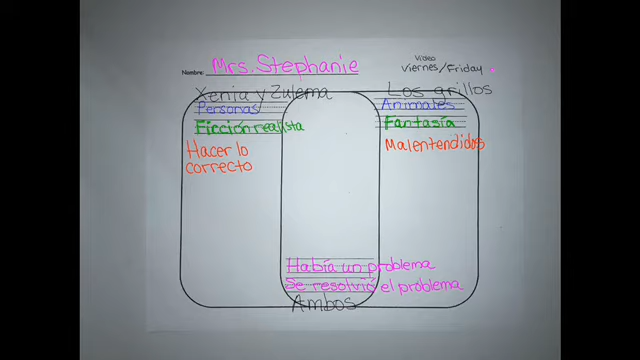 Video
Nombre: Mrs. Stephanie
Viernes/Friday
Xenia y Zulema
Personas
Ficción realista
Hacer lo
correcto
Los grillos
Animales
Fantasía
Malentendidos
Había un problema
Se resolvió el problema
Ambos